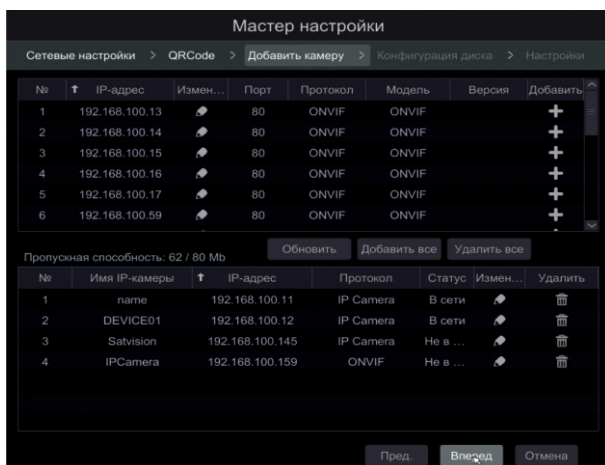 Мастер настройки
Сетевые настройки > QRCode > Добавить камеру > Конфигурация диска > Настройки
№ IP-адрес Измен... Порт Протокол Модель Версия Добавить
1 192.168.100.13 80 ONVIF ONVIF
2 192.168.100.14 80 ONVIF ONVIF
3 192.168.100.15 80 ONVIF ONVIF
4 192.168.100.16 80 ONVIF ONVIF
5 192.168.100.17 80 ONVIF ONVIF
6 192.168.100.59 80 ONVIF ONVIF
Пропускная способность: 62 / 80 Mb Обновить Добавить все Удалить все
№ Имя IP-камеры IP-адрес Протокол Статус Измен... Удалить
1 name 192.168.100.11 IP Camera В сети
2 DEVICE01 192.168.100.12 IP Camera В сети
3 Satvision 192.168.100.145 IP Camera Не в ...
4 IPCamera 192.168.100.159 ONVIF Не в ...
Пред. Вперед Отмена